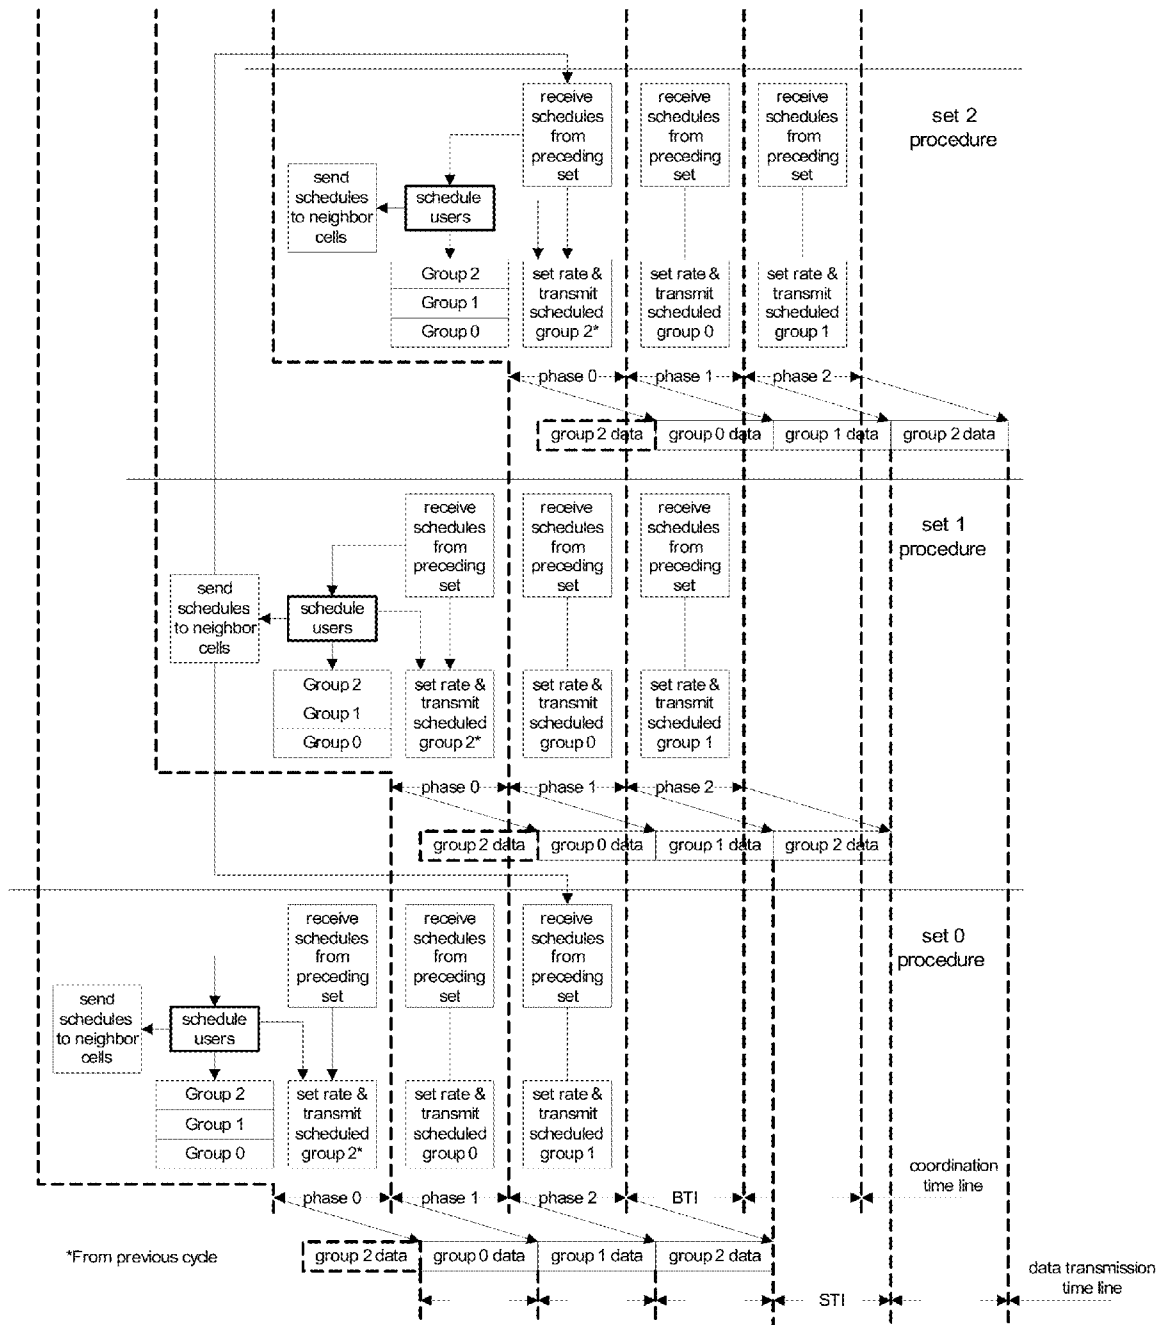 receive
schedules
from
preceding
set
receive
schedules
from
preceding
set
receive
schedules
from
preceding
set
set 2
procedure
send
schedules
to neighbor
cells
schedule
users
Group 2
Group 1
Group 0
set rate &
transmit
scheduled
group 2*
set rate &
transmit
scheduled
group 0
set rate &
transmit
scheduled
group 1
phase 0
phase 1
phase 2
group 2 data
group 0 data
group 1 data
group 2 data
receive
schedules
from
preceding
set
receive
schedules
from
preceding
set
receive
schedules
from
preceding
set
set 1
procedure
send
schedules
to neighbor
cells
schedule
users
Group 2
Group 1
Group 0
set rate &
transmit
scheduled
group 2*
set rate &
transmit
scheduled
group 0
set rate &
transmit
scheduled
group 1
phase 0
phase 1
phase 2
group 2 data
group 0 data
group 1 data
group 2 data
receive
schedules
from
preceding
set
receive
schedules
from
preceding
set
receive
schedules
from
preceding
set
set 0
procedure
send
schedules
to neighbor
cells
schedule
users
Group 2
Group 1
Group 0
set rate &
transmit
scheduled
group 2*
set rate &
transmit
scheduled
group 0
set rate &
transmit
scheduled
group 1
coordination
time line
phase 0
phase 1
phase 2
BTI
*From previous cycle
group 2 data
group 0 data
group 1 data
group 2 data
data transmission
time line
STI